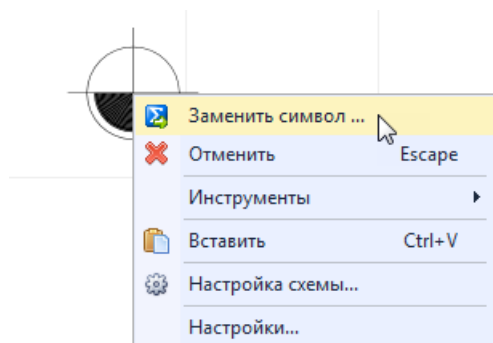 Заменить символ ...
Отменить Escape
Инструменты
Вставить Ctrl+V
Настройка схемы...
Настройки...